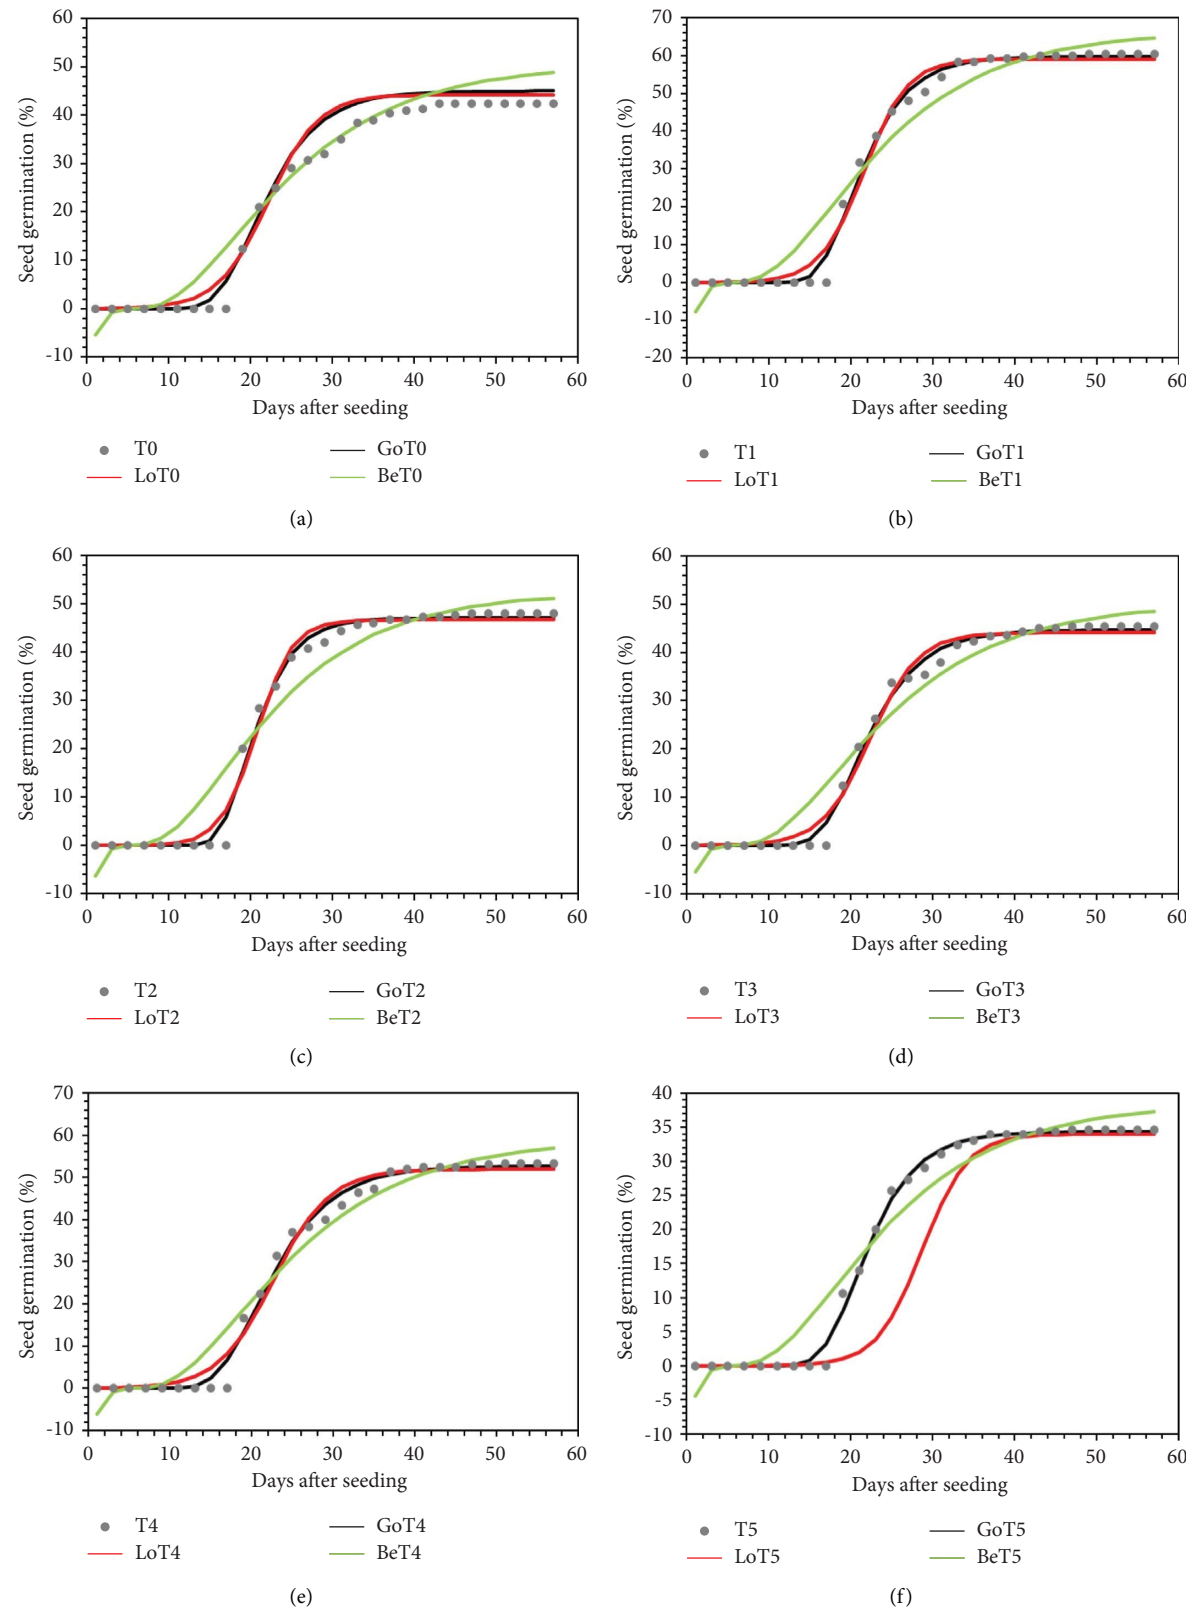 60
50
40
30
20
10
0
-10
Seed germination (%)
0 10 20 30 40 50 60
Days after seeding
T0 GoT0
LoT0 BeT0
(a)
70
60
50
40
30
20
10
0
-10
-20
Seed germination (%)
0 10 20 30 40 50 60
Days after seeding
T1 GoT1
LoT1 BeT1
(b)
60
50
40
30
20
10
0
-10
Seed germination (%)
0 10 20 30 40 50 60
Days after seeding
T2 GoT2
LoT2 BeT2
(c)
60
50
40
30
20
10
0
-10
Seed germination (%)
0 10 20 30 40 50 60
Days after seeding
T3 GoT3
LoT3 BeT3
(d)
70
60
50
40
30
20
10
0
-10
Seed germination (%)
0 10 20 30 40 50 60
Days after seeding
T4 GoT4
LoT4 BeT4
(e)
40
35
30
25
20
15
10
5
0
-5
-10
Seed germination (%)
0 10 20 30 40 50 60
Days after seeding
T5 GoT5
LoT5 BeT5
(f)